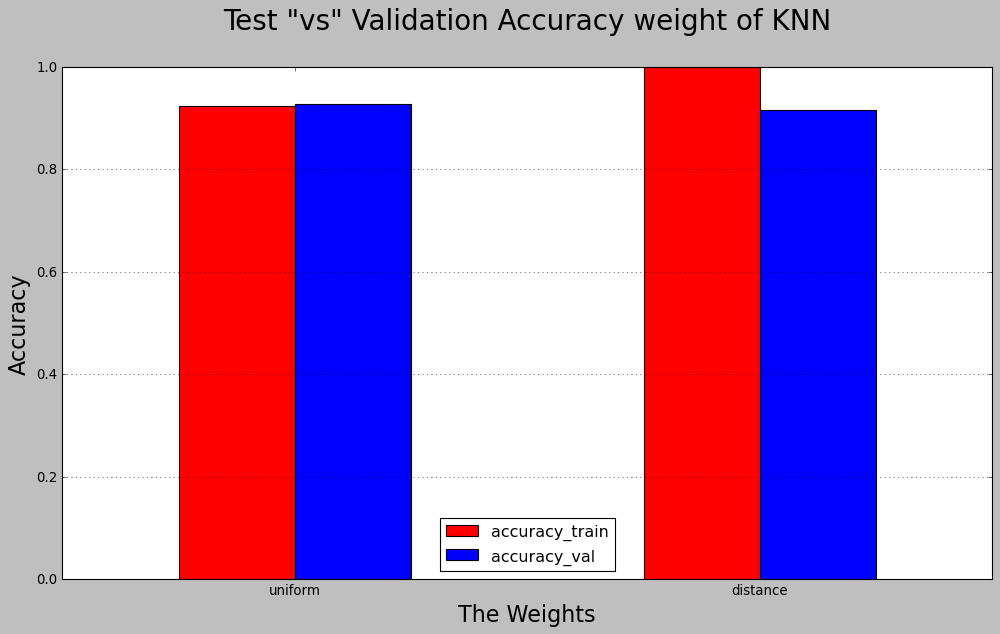 Test "vs" Validation Accuracy weight of KNN
1.0
0.8
0.6
0.4
0.2
0.0
Accuracy
accuracy_train
accuracy_val
uniform distance
The Weights